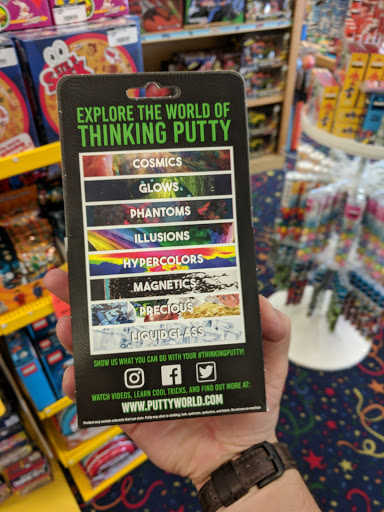 EXPLORE THE WORLD OF
THINKING PUTTY
COSMICS
GLOWS
PHANTOMS
ILLUSIONS
HYPERCOLORS
MAGNETICS
PRECIOUS
LIQUID GLASS
SHOW US WHAT YOU CAN DO WITH YOUR #THINKINGPUTTY!
WATCH VIDEOS, LEARN COOL TRICKS, AND FIND OUT MORE AT:
WWW.PUTTYWORLD.COM